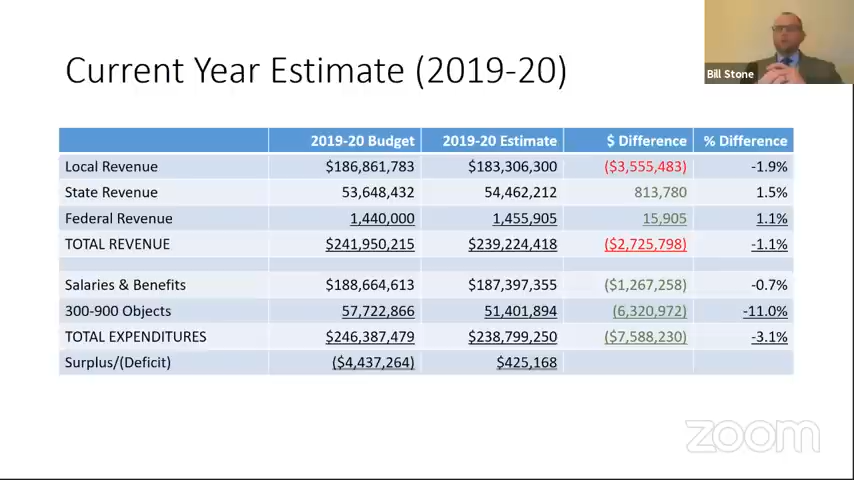 Bill Stone
Current Year Estimate (2019-20)
2019-20 Budget 2019-20 Estimate $ Difference % Difference
Local Revenue $186,861,783 $183,306,300 ($3,555,483) -1.9%
State Revenue 53,648,432 54,462,212 813,780 1.5%
Federal Revenue 1,440,000 1,455,905 15,905 1.1%
TOTAL REVENUE $241,950,215 $239,224,418 ($2,725,798) -1.1%
Salaries & Benefits $188,664,613 $187,397,355 ($1,267,258) -0.7%
300-900 Objects 57,722,866 51,401,894 (6,320,972) -11.0%
TOTAL EXPENDITURES $246,387,479 $238,799,250 ($7,588,230) -3.1%
Surplus/(Deficit) ($4,437,264) $425,168
zoom